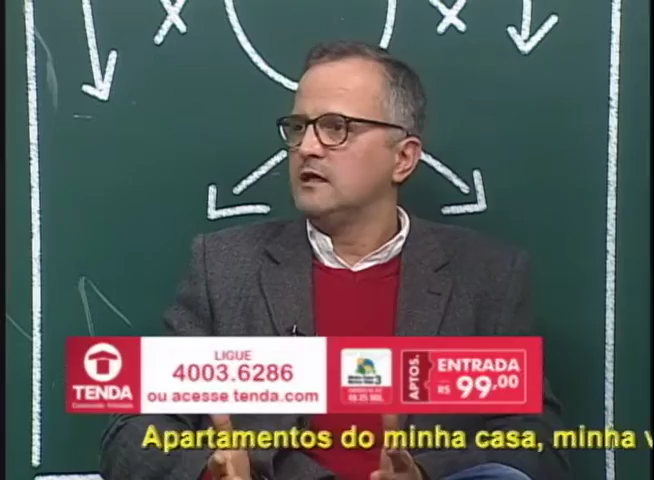 TENDA
LIGUE
4003.6286
ou acesse tenda.com
APTOS.
ENTRADA
R$ 99,00
Apartamentos do minha casa, minha v